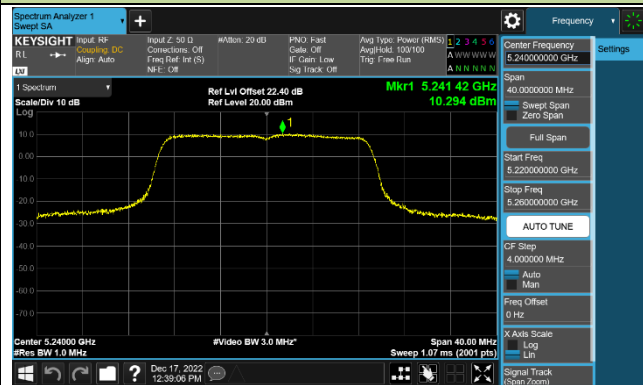 Spectrum Analyzer 1
Swept SA
+
Frequency
KEYSIGHT
RL
LXI
Input: RF
Coupling: DC
Align: Auto
Input Z: 50 Ω
Corrections: Off
Freq Ref: Int (S)
NFE: Off
#Atten: 20 dB
PNO: Fast
Gate: Off
IF Gain: Low
Sig Track: Off
Avg Type: Power (RMS)
Avg|Hold: 100/100
Trig: Free Run
1 2 3 4 5 6
A W W W W W
A N N N N N
1 Spectrum
Scale/Div 10 dB
Log
Ref Lvl Offset 22.40 dB
Ref Level 20.00 dBm
Mkr1 5.241 42 GHz
10.294 dBm
1
10.0
0.00
-10.0
-20.0
-30.0
-40.0
-50.0
-60.0
-70.0
Center 5.24000 GHz
#Res BW 1.0 MHz
#Video BW 3.0 MHz*
Span 40.00 MHz
Sweep 1.07 ms (2001 pts)
Dec 17, 2022
12:39:06 PM
?
Center Frequency
5.240000000 GHz
Settings
Span
40.0000000 MHz
Swept Span
Zero Span
Full Span
Start Freq
5.220000000 GHz
Stop Freq
5.260000000 GHz
AUTO TUNE
CF Step
4.000000 MHz
Auto
Man
Freq Offset
0 Hz
X Axis Scale
Log
Lin
Signal Track
(Span Zoom)